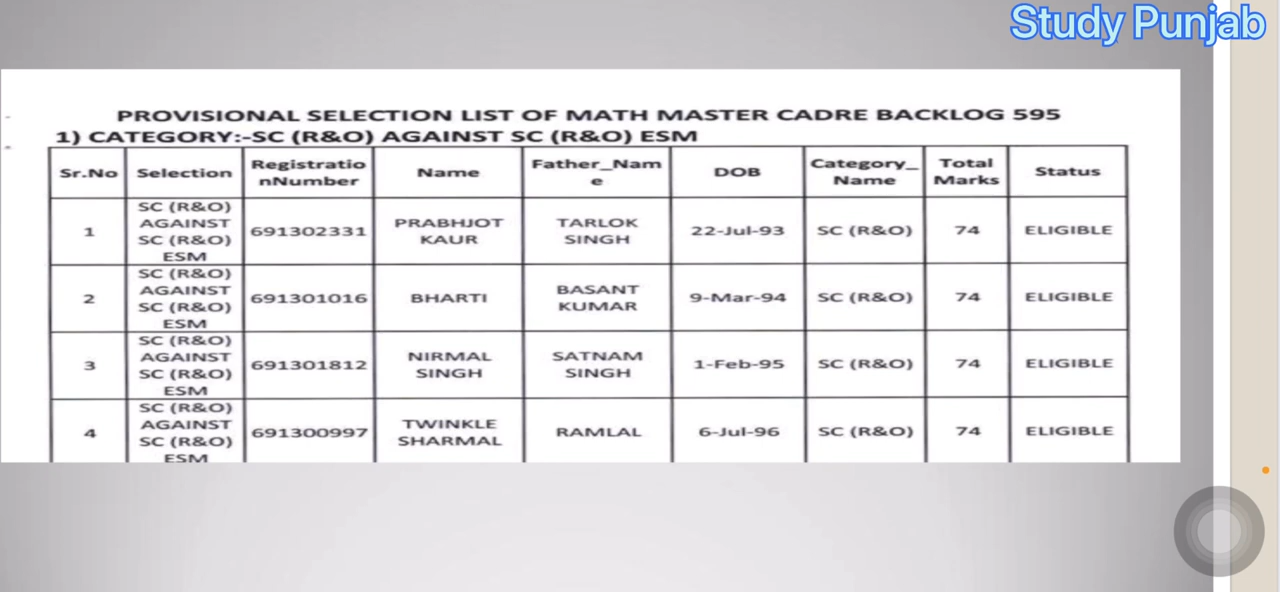 Study Punjab
PROVISIONAL SELECTION LIST OF MATH MASTER CADRE BACKLOG 595
1) CATEGORY:-SC (R&O) AGAINST SC (R&O) ESM
Sr.No Selection Registratio nNumber Name Father_Nam e DOB Category_ Name Total Marks Status
1 SC (R&O) AGAINST SC (R&O) ESM 691302331 PRABHJOT KAUR TARLOK SINGH 22-Jul-93 SC (R&O) 74 ELIGIBLE
2 SC (R&O) AGAINST SC (R&O) ESM 691301016 BHARTI BASANT KUMAR 9-Mar-94 SC (R&O) 74 ELIGIBLE
3 SC (R&O) AGAINST SC (R&O) ESM 691301812 NIRMAL SINGH SATNAM SINGH 1-Feb-95 SC (R&O) 74 ELIGIBLE
4 SC (R&O) AGAINST SC (R&O) ESM 691300997 TWINKLE SHARMAL RAMLAL 6-Jul-96 SC (R&O) 74 ELIGIBLE